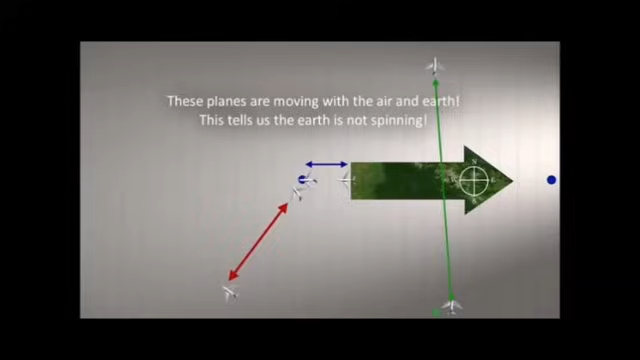 These planes are moving with the air and earth!
This tells us the earth is not spinning!
N